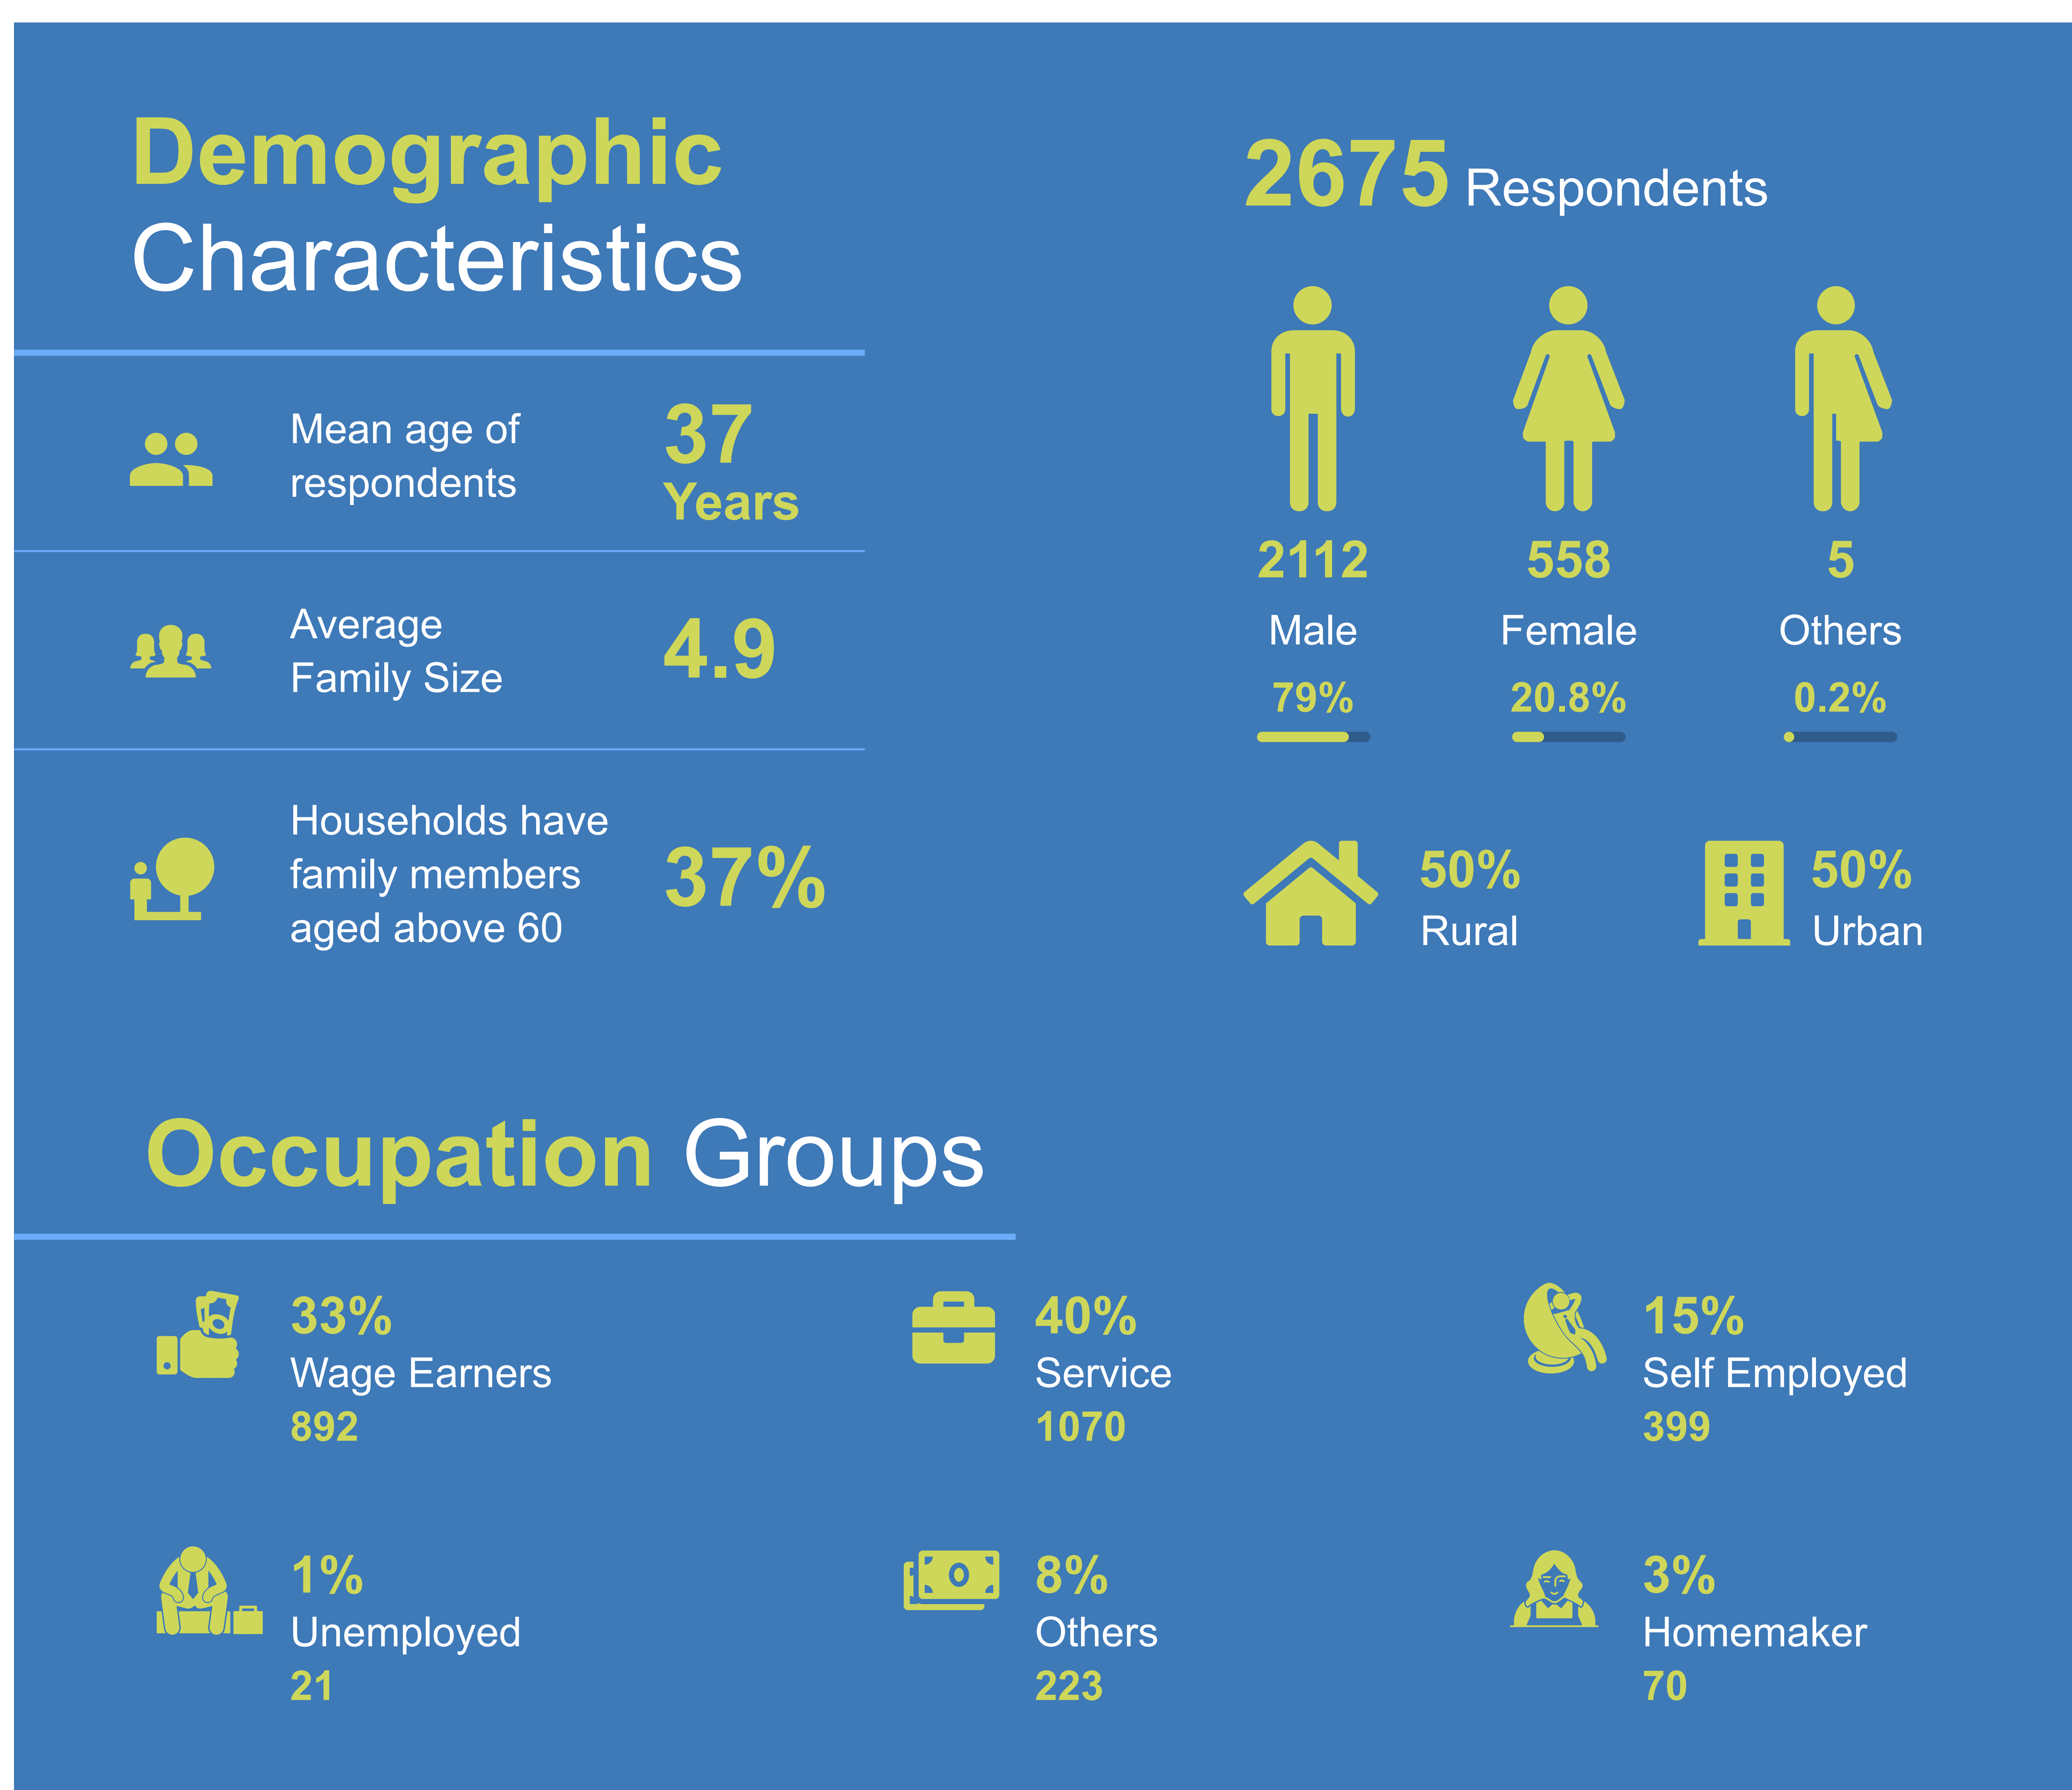 Demographic
Characteristics
Mean age of
respondents
37
Years
Average
Family Size
4.9
Households have
family members
aged above 60
37%
2675 Respondents
2112
Male
79%
558
Female
20.8%
5
Others
0.2%
50%
Rural
50%
Urban
Occupation Groups
33%
Wage Earners
892
40%
Service
1070
15%
Self Employed
399
1%
Unemployed
21
8%
Others
223
3%
Homemaker
70